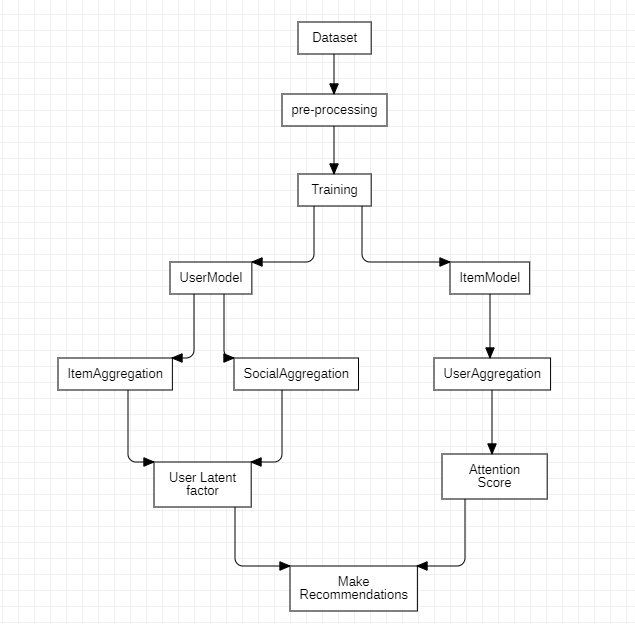 Dataset
pre-processing
Training
UserModel
ItemModel
ItemAggregation
SocialAggregation
UserAggregation
User Latent
factor
Attention
Score
Make
Recommendations